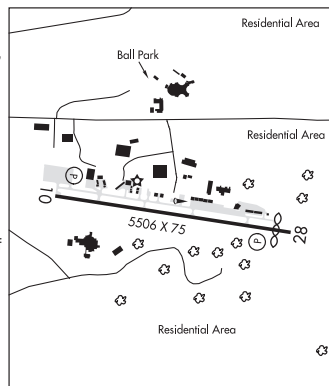 Residential Area
Ball Park
Residential Area
P
10
5506 X 75
P
28
Residential Area